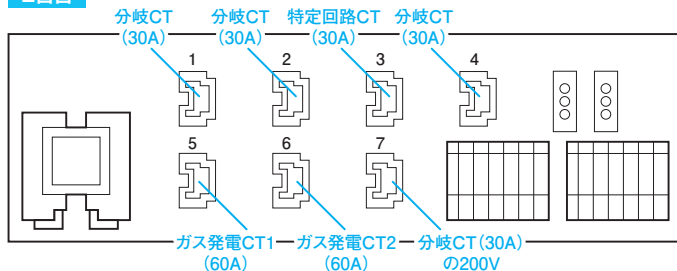 分岐CT 分岐CT 特定回路CT 分岐CT
(30A) (30A) (30A) (30A)
1 2 3 4
5 6 7
ガス発電CT1 ガス発電CT2 分岐CT(30A)
(60A) (60A) の200V